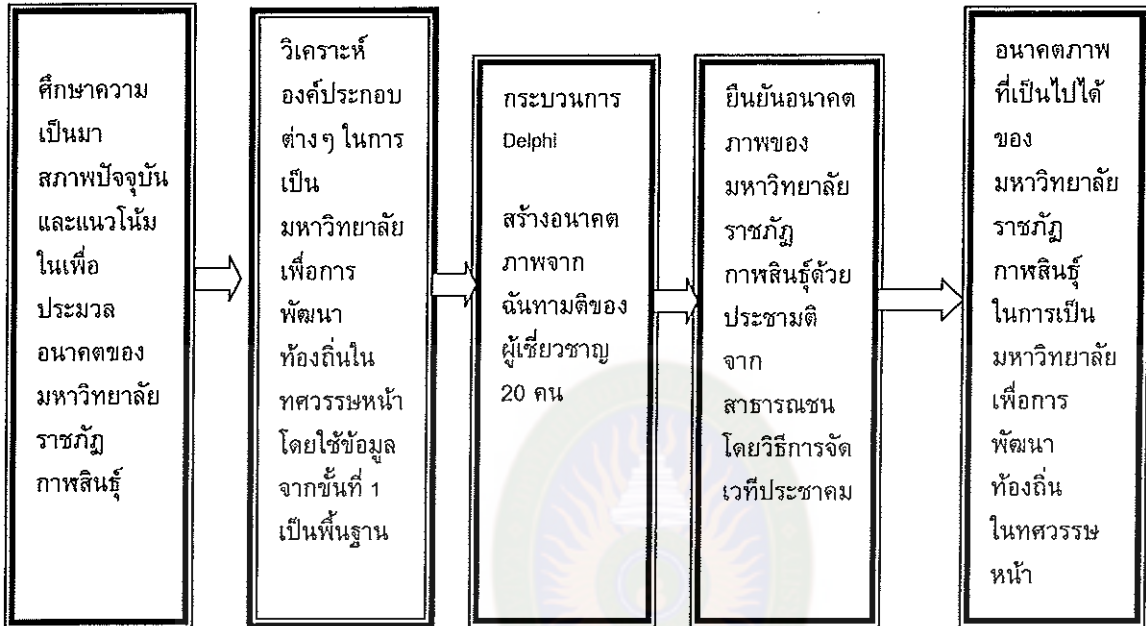 ศึกษาความ
เป็นมา
สภาพปัจจุบัน
และแนวโน้ม
ในเพื่อ
ประมวล
อนาคตของ
มหาวิทยาลัย
ราชภัฏ
กาฬสินธุ์
วิเคราะห์
องค์ประกอบ
ต่างๆ ในการ
เป็น
มหาวิทยาลัย
เพื่อการ
พัฒนา
ท้องถิ่นใน
ทศวรรษหน้า
โดยใช้ข้อมูล
จากขั้นที่ 1
เป็นพื้นฐาน
กระบวนการ
Delphi
สร้างอนาคต
ภาพจาก
ฉันทามติของ
ผู้เชี่ยวชาญ
20 คน
ยืนยันอนาคต
ภาพของ
มหาวิทยาลัย
ราชภัฏ
กาฬสินธุ์ด้วย
ประชามติ
จาก
สาธารณชน
โดยวิธีการจัด
เวทีประชาคม
อนาคตภาพ
ที่เป็นไปได้
ของ
มหาวิทยาลัย
ราชภัฏ
กาฬสินธุ์
ในการเป็น
มหาวิทยาลัย
เพื่อการ
พัฒนา
ท้องถิ่น
ในทศวรรษ
หน้า